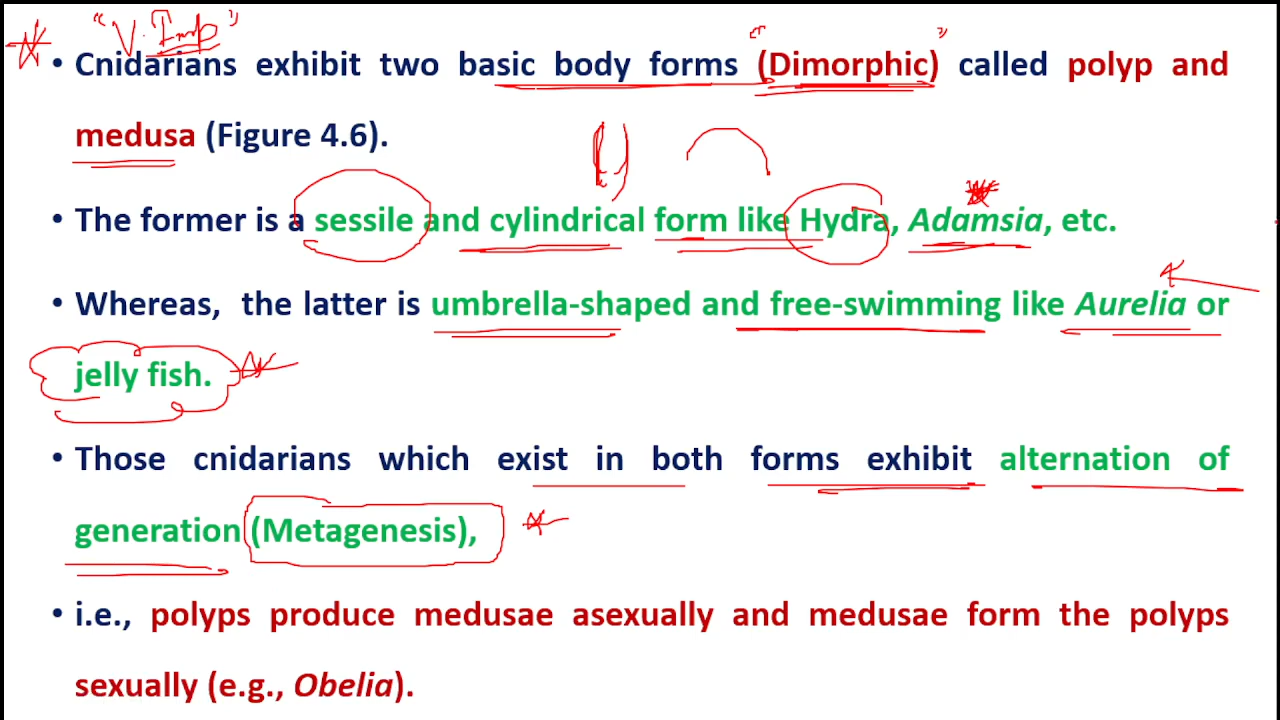 "V. Imp"
• Cnidarians exhibit two basic body forms "(Dimorphic)" called polyp and
medusa (Figure 4.6).
• The former is a sessile and cylindrical form like Hydra, Adamsia, etc.
• Whereas, the latter is umbrella-shaped and free-swimming like Aurelia or
jelly fish.
• Those cnidarians which exist in both forms exhibit alternation of
generation (Metagenesis),
• i.e., polyps produce medusae asexually and medusae form the polyps
sexually (e.g., Obelia).